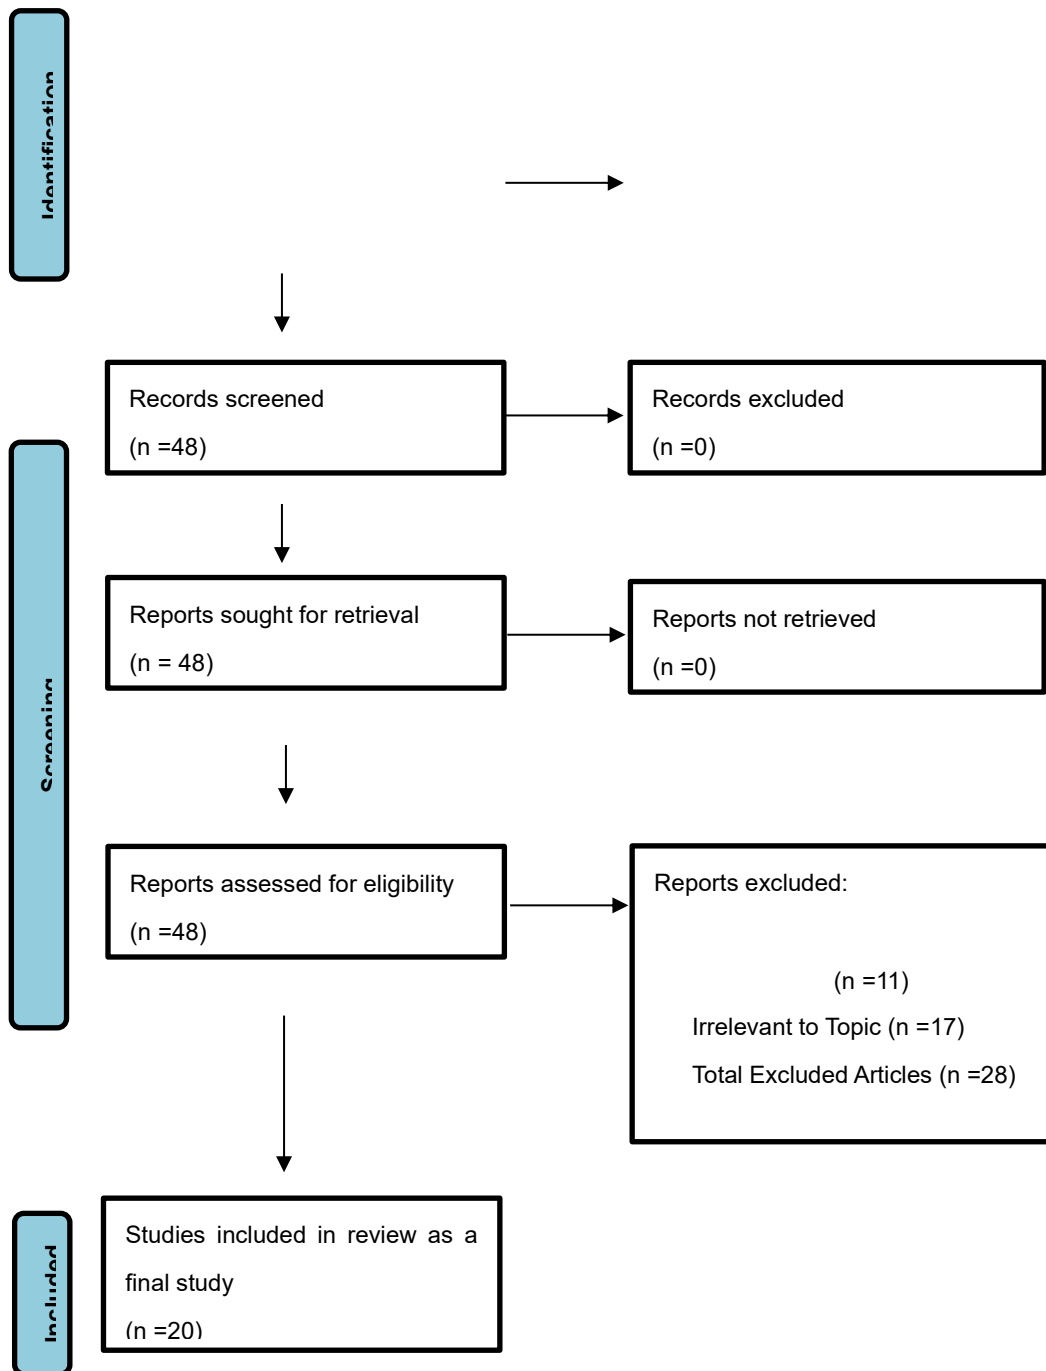 Identification
Records screened
(n =48)
Records excluded
(n =0)
Screening
Reports sought for retrieval
(n = 48)
Reports not retrieved
(n =0)
Reports assessed for eligibility
(n =48)
Reports excluded:
(n =11)
Irrelevant to Topic (n =17)
Total Excluded Articles (n =28)
Included
Studies included in review as a
final study
(n =20)